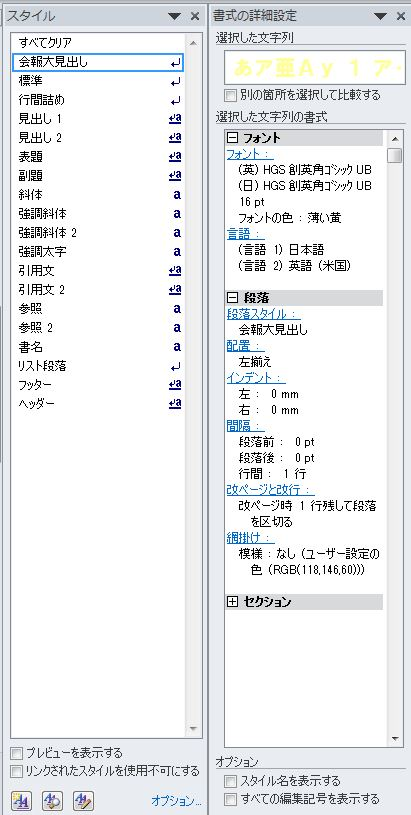 スタイル
すべてクリア
会報大見出し
標準
行間詰め
見出し 1
見出し 2
表題
副題
斜体
強調斜体
強調斜体 2
強調太字
引用文
引用文 2
参照
参照 2
書名
リスト段落
フッター
ヘッダー
プレビューを表示する
リンクされたスタイルを使用不可にする
オプション...
書式の詳細設定
選択した文字列
あア亜Ａｙ １ ア
別の箇所を選択して比較する
選択した文字列の書式
フォント
フォント：
(英) HGS 創英角ｺﾞｼｯｸ UB
(日) HGS 創英角ｺﾞｼｯｸ UB
16 pt
フォントの色 : 薄い黄
言語：
(言語 1) 日本語
(言語 2) 英語 (米国)
段落
段落スタイル：
会報大見出し
配置：
左揃え
インデント：
左 : 0 mm
右 : 0 mm
間隔：
段落前 : 0 pt
段落後 : 0 pt
行間 : 1 行
改ページと改行：
改ページ時 1 行残して段落
を区切る
網掛け：
模様 : なし (ユーザー設定の
色 (RGB(118,146,60)))
セクション
オプション
スタイル名を表示する
すべての編集記号を表示する